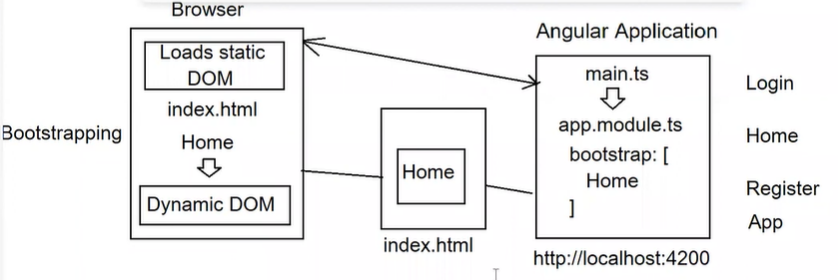 Browser
Loads static
DOM
index.html
Home
Dynamic DOM
Bootstrapping
Home
index.html
Angular Application
main.ts
app.module.ts
bootstrap: [
Home
]
http://localhost:4200
Login
Home
Register
App